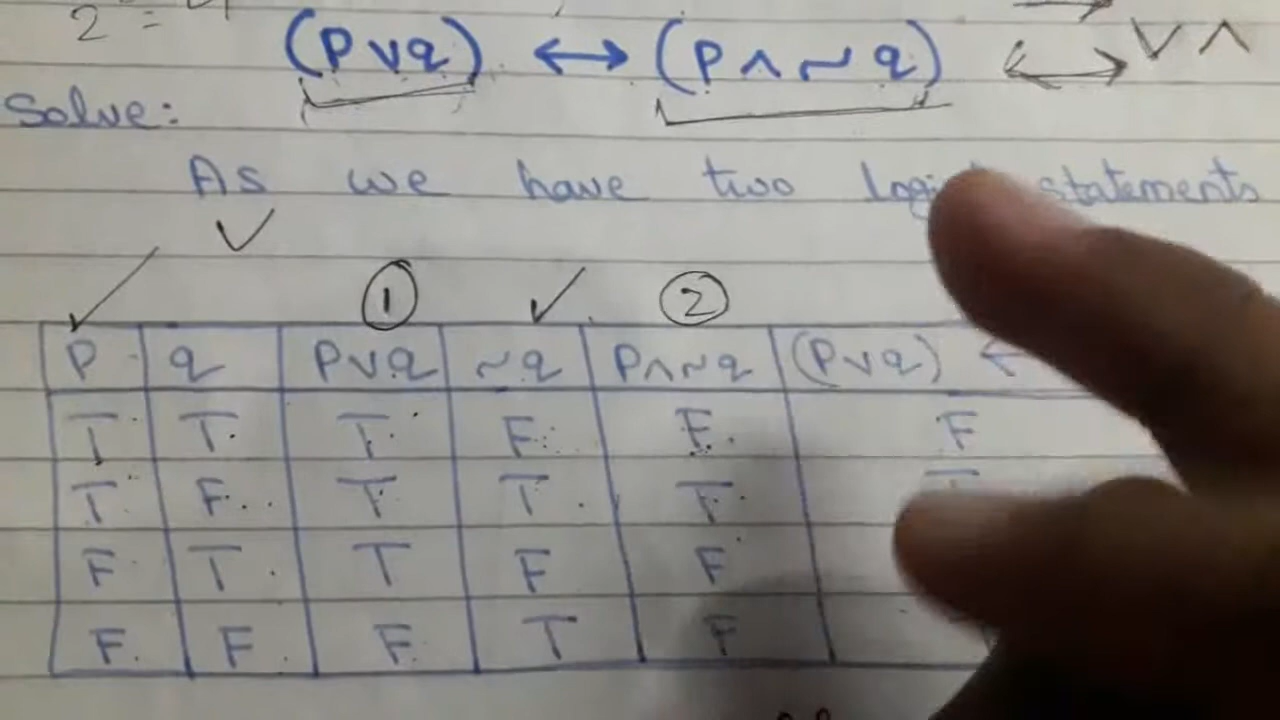 2 =
(P ∨ q) ↔ (P ∧ ~ q) ↔ ∨ ∧
Solve:
As we have two statements
① ②
P q P∨q ~q P∧~q (P∨q) ←
T T T F F F
T F T T T T
F T T F F
F F F T F